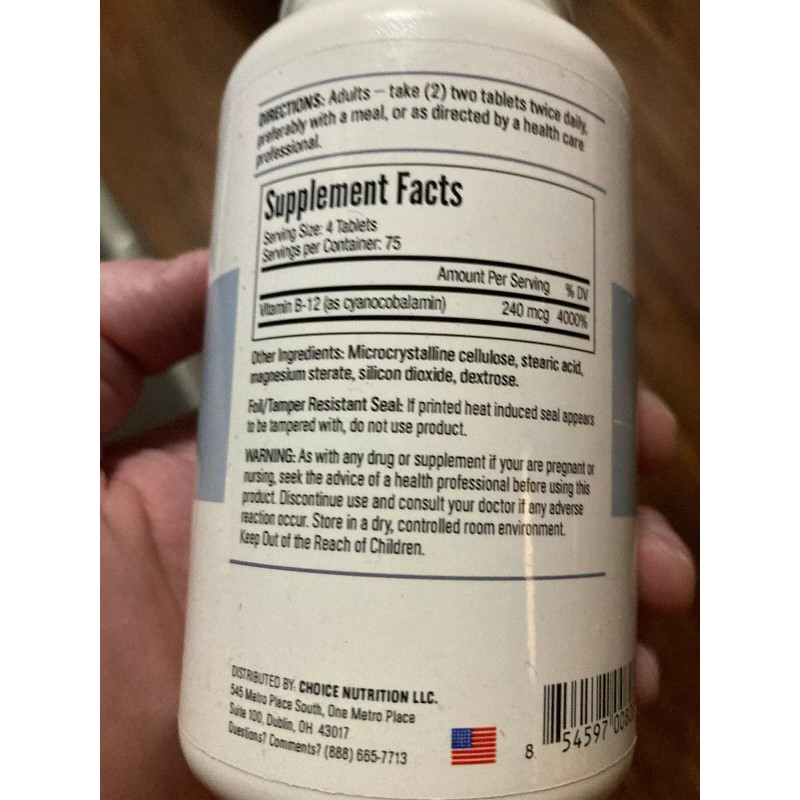 DIRECTIONS: Adults – take (2) two tablets twice daily,
preferably with a meal, or as directed by a health care
professional.
Supplement Facts
Serving Size: 4 Tablets
Servings per Container: 75
Amount Per Serving % DV
Vitamin B-12 (as cyanocobalamin) 240 mcg 4000%
Other Ingredients: Microcrystalline cellulose, stearic acid,
magnesium sterate, silicon dioxide, dextrose.
Foil/Tamper Resistant Seal: If printed heat induced seal appears
to be tampered with, do not use product.
WARNING: As with any drug or supplement if your are pregnant or
nursing, seek the advice of a health professional before using this
product. Discontinue use and consult your doctor if any adverse
reaction occur. Store in a dry, controlled room environment.
Keep Out of the Reach of Children.
DISTRIBUTED BY: CHOICE NUTRITION LLC.
545 Metro Place South, One Metro Place
Suite 100, Dublin, OH 43017
Questions? Comments? (888) 665-7713
8 54597 008